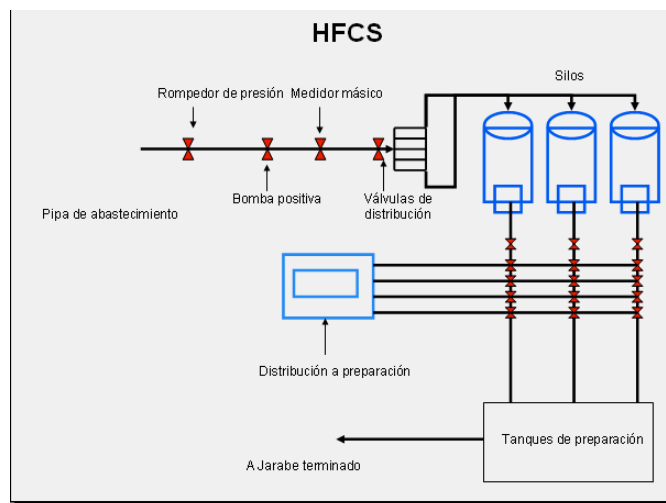 HFCS
Silos
Rompedor de presión
Medidor másico
Bomba positiva
Válvulas de
distribución
Pipa de abastecimiento
Distribución a preparación
Tanques de preparación
A Jarabe terminado